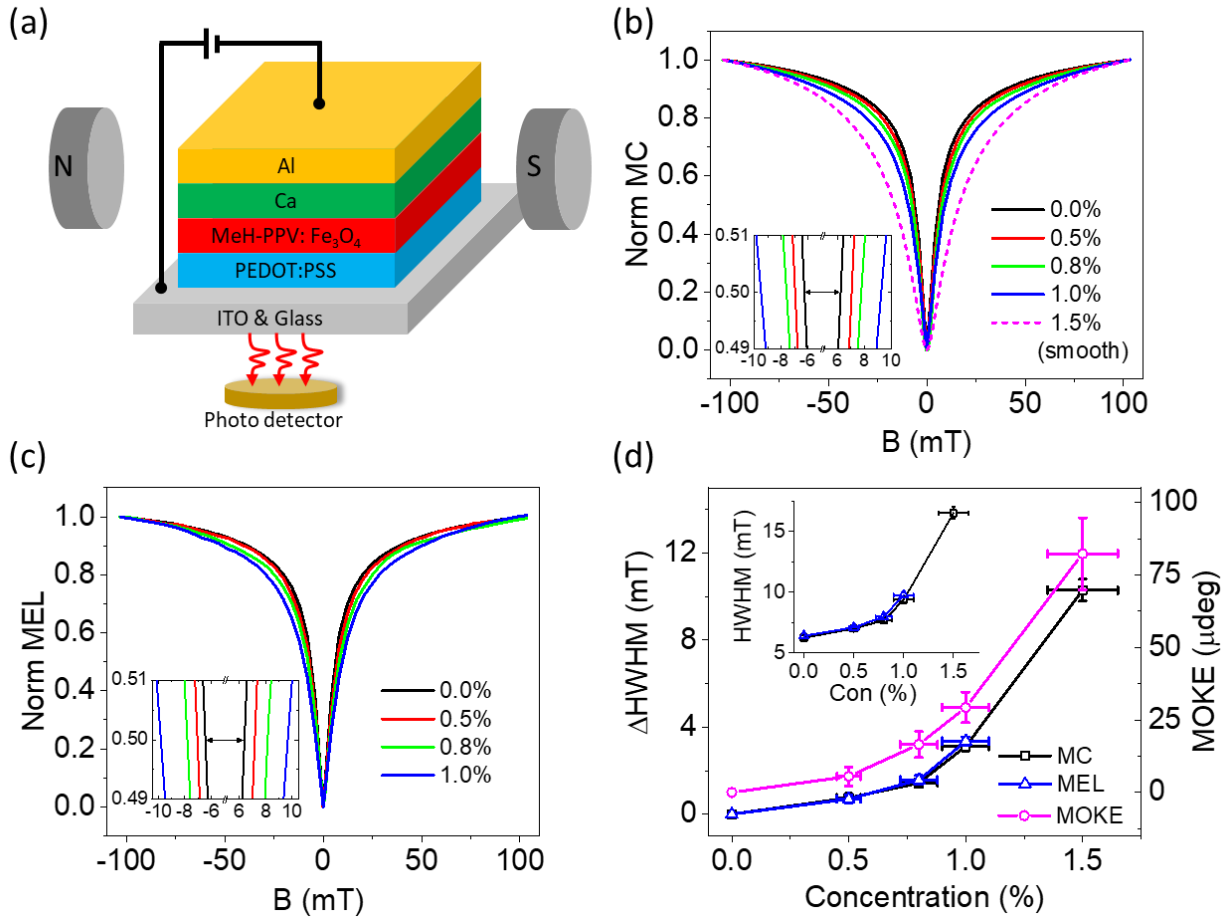 (a)
N
S
Al
Ca
MeH-PPV: Fe₃O₄
PEDOT:PSS
ITO & Glass
Photo detector
(b)
Norm MC
1.0
0.8
0.6
0.4
0.2
0.0
-100 -50 0 50 100
B (mT)
0.51
0.50
0.49
-10 -8 -6 6 8 10
0.0%
0.5%
0.8%
1.0%
1.5%
(smooth)
(c)
Norm MEL
1.0
0.8
0.6
0.4
0.2
0.0
-100 -50 0 50 100
B (mT)
0.51
0.50
0.49
-10 -8 -6 6 8 10
0.0%
0.5%
0.8%
1.0%
(d)
ΔHWHM (mT)
12
8
4
0
0.0 0.5 1.0 1.5
Concentration (%)
MOKE (μdeg)
100
75
50
25
0
HWHM (mT)
15
10
5
0.0 0.5 1.0 1.5
Con (%)
MC
MEL
MOKE